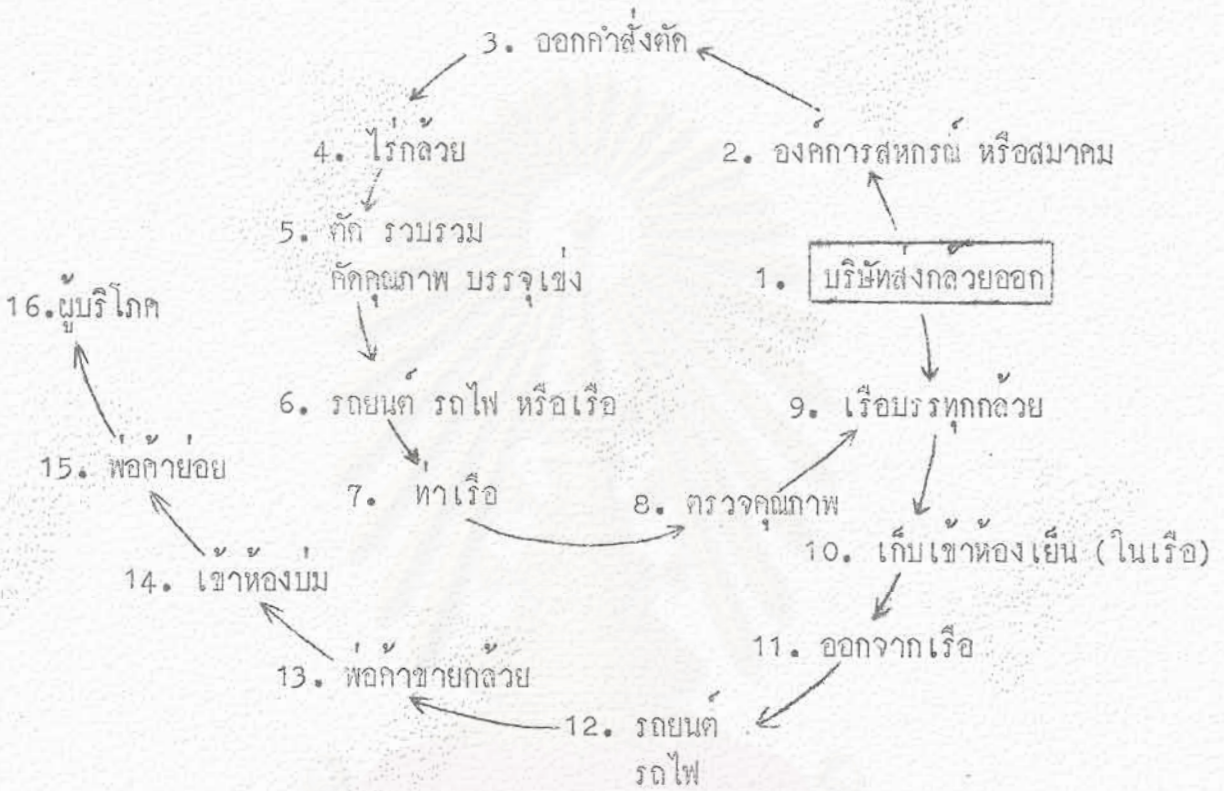 3. ออกคำสั่งตัด
4. ไร่กล้วย
2. องค์การสหกรณ์ หรือสมาคม
5. ตัด รวบรวม
คัดคุณภาพ บรรจุเข่ง
1. บริษัทส่งกล้วยออก
16. ผู้บริโภค
6. รถยนต์ รถไฟ หรือเรือ
9. เรือบรรทุกกล้วย
15. พ่อค้าย่อย
7. ท่าเรือ
8. ตรวจคุณภาพ
10. เก็บเข้าห้องเย็น (ในเรือ)
14. เข้าห้องบ่ม
11. ออกจากเรือ
13. พ่อค้าขายกล้วย
12. รถยนต์
รถไฟ